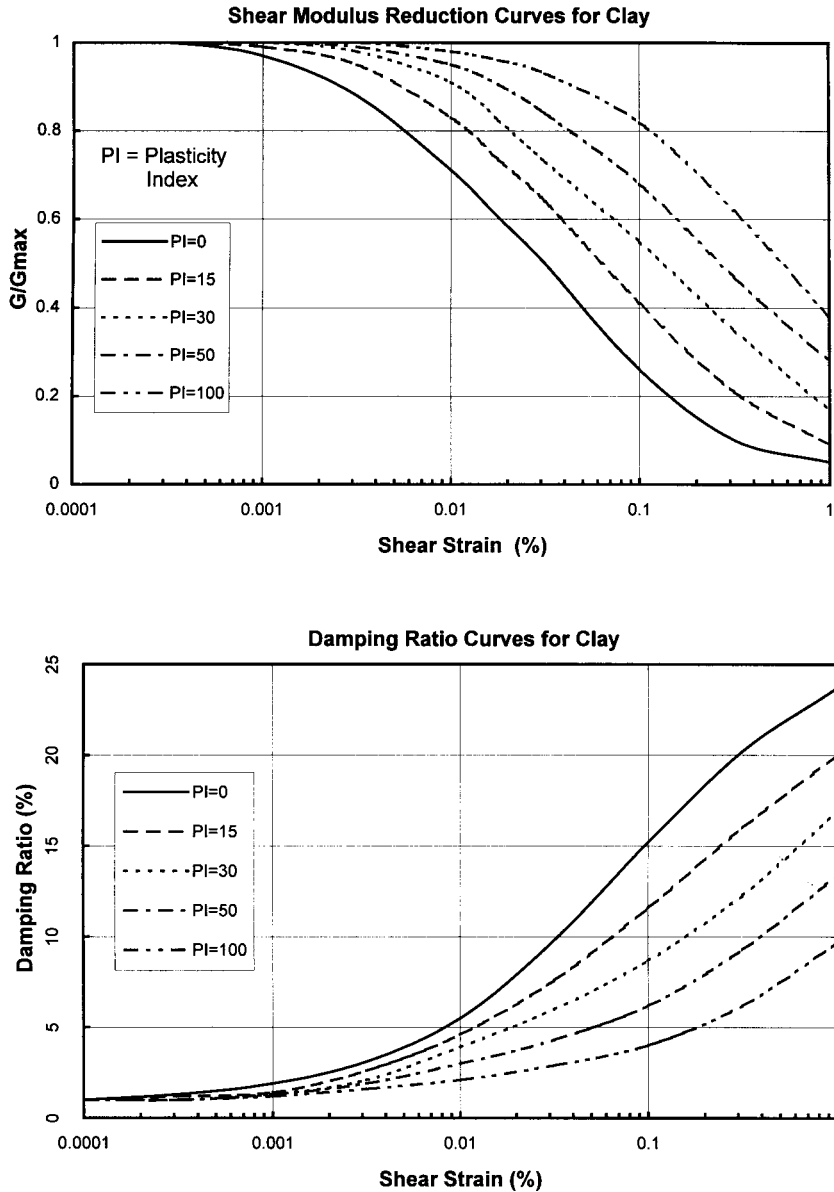 Shear Modulus Reduction Curves for Clay
1
0.8
0.6
0.4
0.2
0
G/Gmax
PI = Plasticity
Index
PI=0
PI=15
PI=30
PI=50
PI=100
0.0001
0.001
0.01
0.1
1
Shear Strain (%)
Damping Ratio Curves for Clay
25
20
15
10
5
0
Damping Ratio (%)
PI=0
PI=15
PI=30
PI=50
PI=100
0.0001
0.001
0.01
0.1
Shear Strain (%)